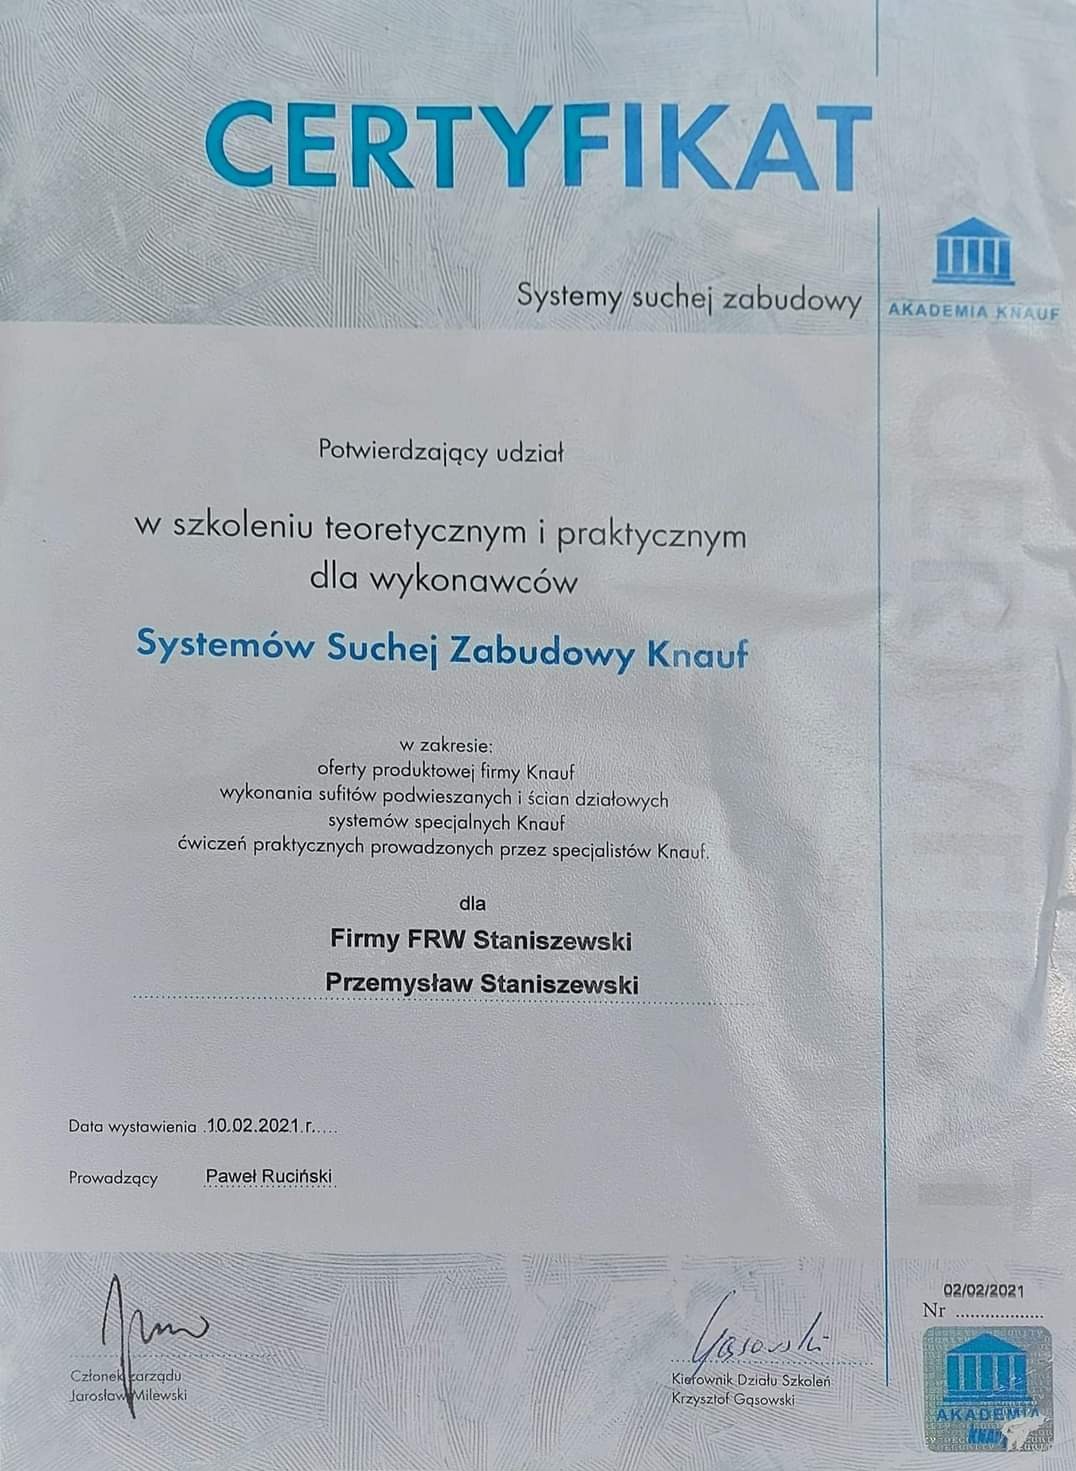 CERTYFIKAT
Systemy suchej zabudowy
AKADEMIA KNAUF
Potwierdzający udział
w szkoleniu teoretycznym i praktycznym
dla wykonawców
Systemów Suchej Zabudowy Knauf
w zakresie:
oferty produktowej firmy Knauf
wykonania sufitów podwieszanych i ścian działowych
systemów specjalnych Knauf
ćwiczeń praktycznych prowadzonych przez specjalistów Knauf.
dla
Firmy FRW Staniszewski
Przemysław Staniszewski
CERTYFIKAT
Data wystawienia .10.02.2021.r.....
Prowadzący Paweł Ruciński
Gąsowski
Członek zarządu
Jarosław Milewski
Kierownik Działu Szkoleń
Krzysztof Gąsowski
02/02/2021
Nr ..................
AKADEMIA